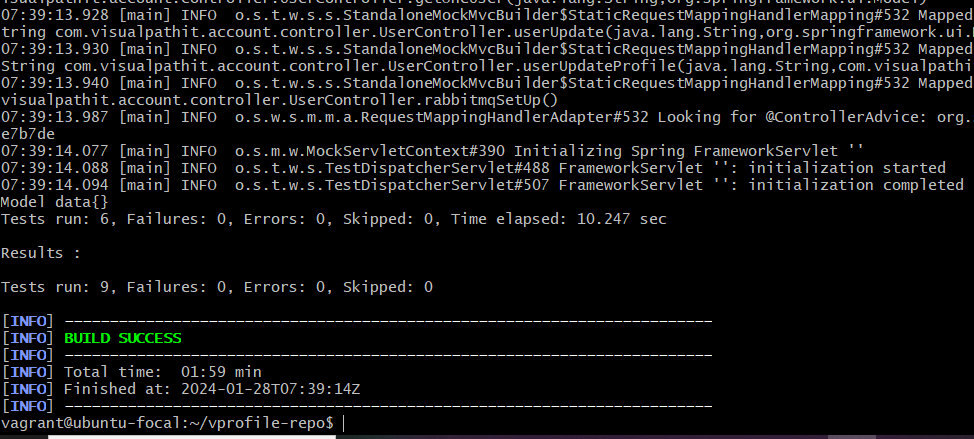 visualpathit.account.controller.UserController.getOneUser(java.lang.String,org.springframework.ui.Model)
07:39:13.928 [main] INFO  o.s.t.w.s.s.StandaloneMockMvcBuilder$StaticRequestMappingHandlerMapping#532 Mapped
tring com.visualpathit.account.controller.UserController.userUpdate(java.lang.String,org.springframework.ui.
07:39:13.930 [main] INFO  o.s.t.w.s.s.StandaloneMockMvcBuilder$StaticRequestMappingHandlerMapping#532 Mapped
String com.visualpathit.account.controller.UserController.userUpdateProfile(java.lang.String,com.visualpathi
07:39:13.940 [main] INFO  o.s.t.w.s.s.StandaloneMockMvcBuilder$StaticRequestMappingHandlerMapping#532 Mapped
visualpathit.account.controller.UserController.rabbitmqSetUp()
07:39:13.987 [main] INFO  o.s.w.s.m.m.a.RequestMappingHandlerAdapter#532 Looking for @ControllerAdvice: org.
e7b7de
07:39:14.077 [main] INFO  o.s.m.w.MockServletContext#390 Initializing Spring FrameworkServlet ''
07:39:14.088 [main] INFO  o.s.t.w.s.TestDispatcherServlet#488 FrameworkServlet '': initialization started
07:39:14.094 [main] INFO  o.s.t.w.s.TestDispatcherServlet#507 FrameworkServlet '': initialization completed
Model data{}
Tests run: 6, Failures: 0, Errors: 0, Skipped: 0, Time elapsed: 10.247 sec
Results :
Tests run: 9, Failures: 0, Errors: 0, Skipped: 0
[INFO] ------------------------------------------------------------------------
[INFO] BUILD SUCCESS
[INFO] ------------------------------------------------------------------------
[INFO] Total time:  01:59 min
[INFO] Finished at: 2024-01-28T07:39:14Z
[INFO] ------------------------------------------------------------------------
vagrant@ubuntu-focal:~/vprofile-repo$